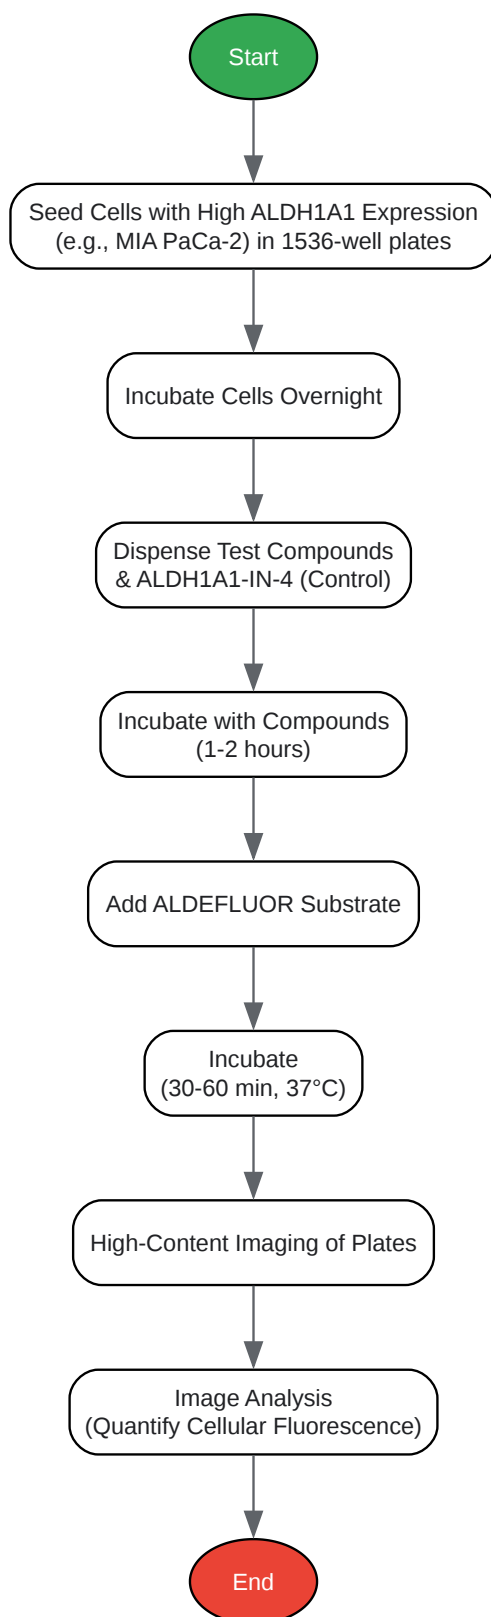 Start
Seed Cells with High ALDH1A1 Expression
(e.g., MIA PaCa-2) in 1536-well plates
Incubate Cells Overnight
Dispense Test Compounds
& ALDH1A1-IN-4 (Control)
Incubate with Compounds
(1-2 hours)
Add ALDEFLUOR Substrate
Incubate
(30-60 min, 37°C)
High-Content Imaging of Plates
Image Analysis
(Quantify Cellular Fluorescence)
End